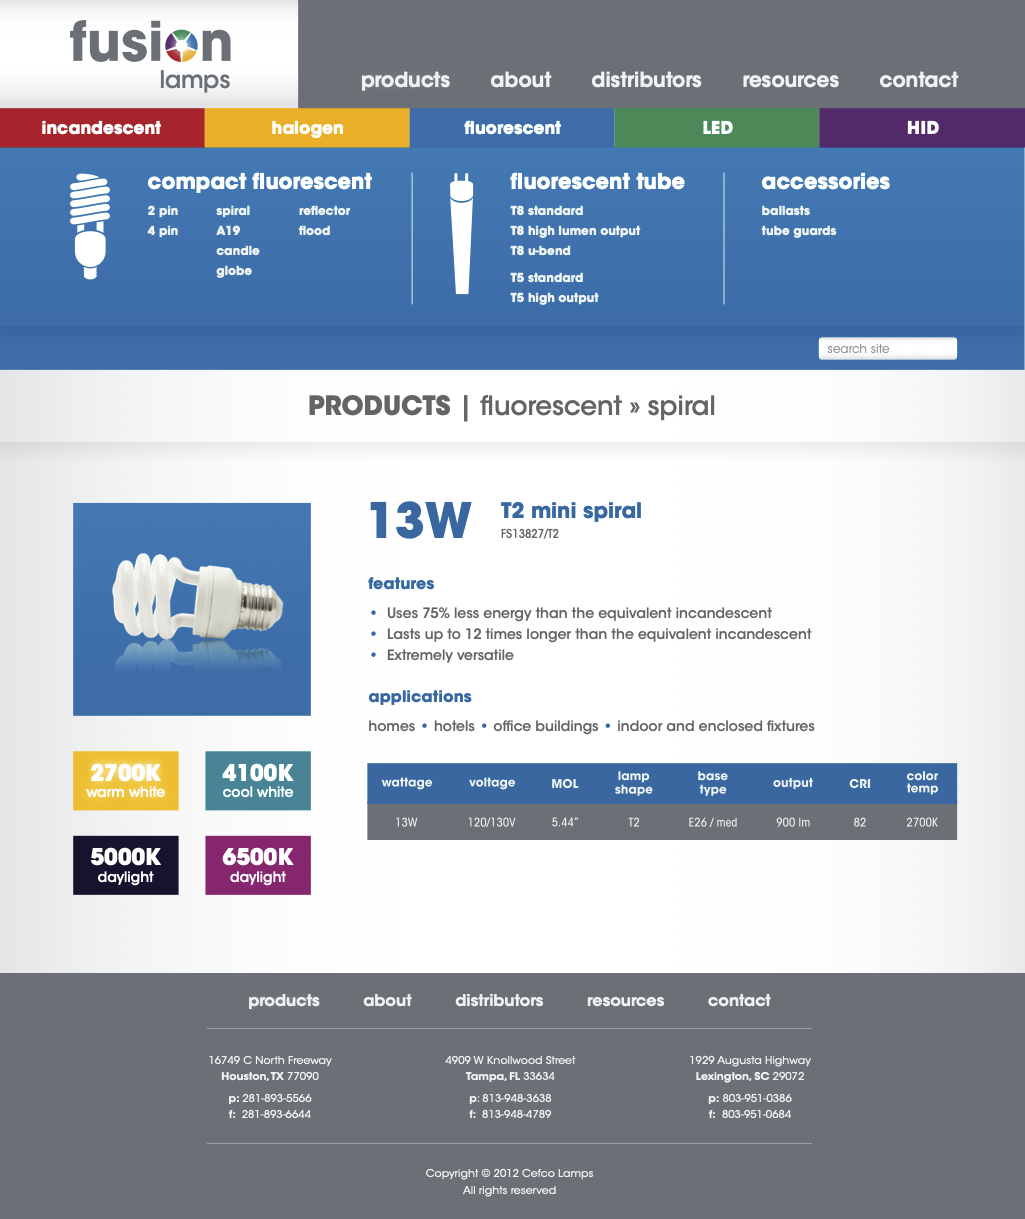 fusion
lamps
products about distributors resources contact
incandescent halogen fluorescent LED HID
compact fluorescent
2 pin spiral reflector
4 pin A19 flood
candle
globe
fluorescent tube
T8 standard
T8 high lumen output
T8 u-bend
T5 standard
T5 high output
accessories
ballasts
tube guards
search site
PRODUCTS | fluorescent » spiral
13W T2 mini spiral
FS13827/T2
features
• Uses 75% less energy than the equivalent incandescent
• Lasts up to 12 times longer than the equivalent incandescent
• Extremely versatile
applications
homes • hotels • office buildings • indoor and enclosed fixtures
2700K
warm white
4100K
cool white
5000K
daylight
6500K
daylight
wattage voltage MOL lamp shape base type output CRI color temp
13W 120/130V 5.44" T2 E26 / med 900 lm 82 2700K
products about distributors resources contact
16749 C North Freeway
Houston, TX 77090
p: 281-893-5566
f: 281-893-6644
4909 W Knollwood Street
Tampa, FL 33634
p: 813-948-3638
f: 813-948-4789
1929 Augusta Highway
Lexington, SC 29072
p: 803-951-0386
f: 803-951-0684
Copyright © 2012 Cefco Lamps
All rights reserved